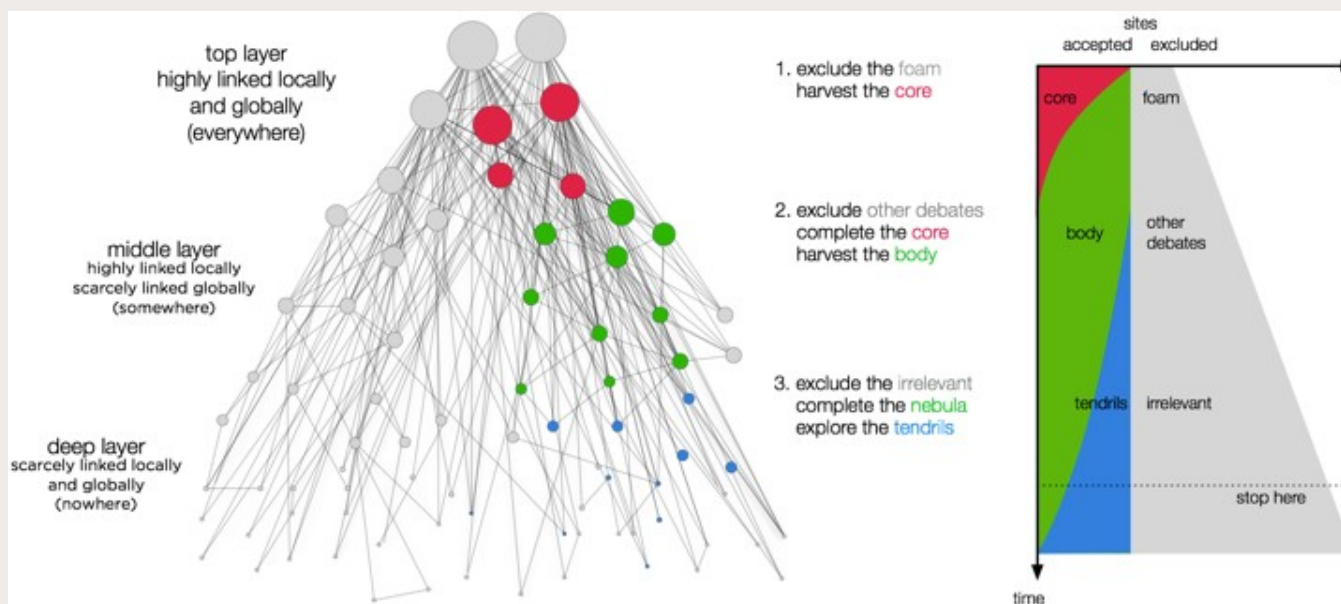 top layer
highly linked locally
and globally
(everywhere)
middle layer
highly linked locally
scarcely linked globally
(somewhere)
deep layer
scarcely linked locally
and globally
(nowhere)
1. exclude the foam
harvest the core
2. exclude other debates
complete the core
harvest the body
3. exclude the irrelevant
complete the nebula
explore the tendrils
sites
accepted excluded
core foam
body other
debates
tendrils irrelevant
stop here
time